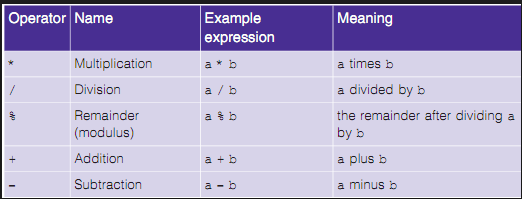 Operator Name Example Meaning
expression
* Multiplication a * b a times b
/ Division a / b a divided by b
% Remainder a % b the remainder after dividing a
(modulus) by b
+ Addition a + b a plus b
– Subtraction a – b a minus b